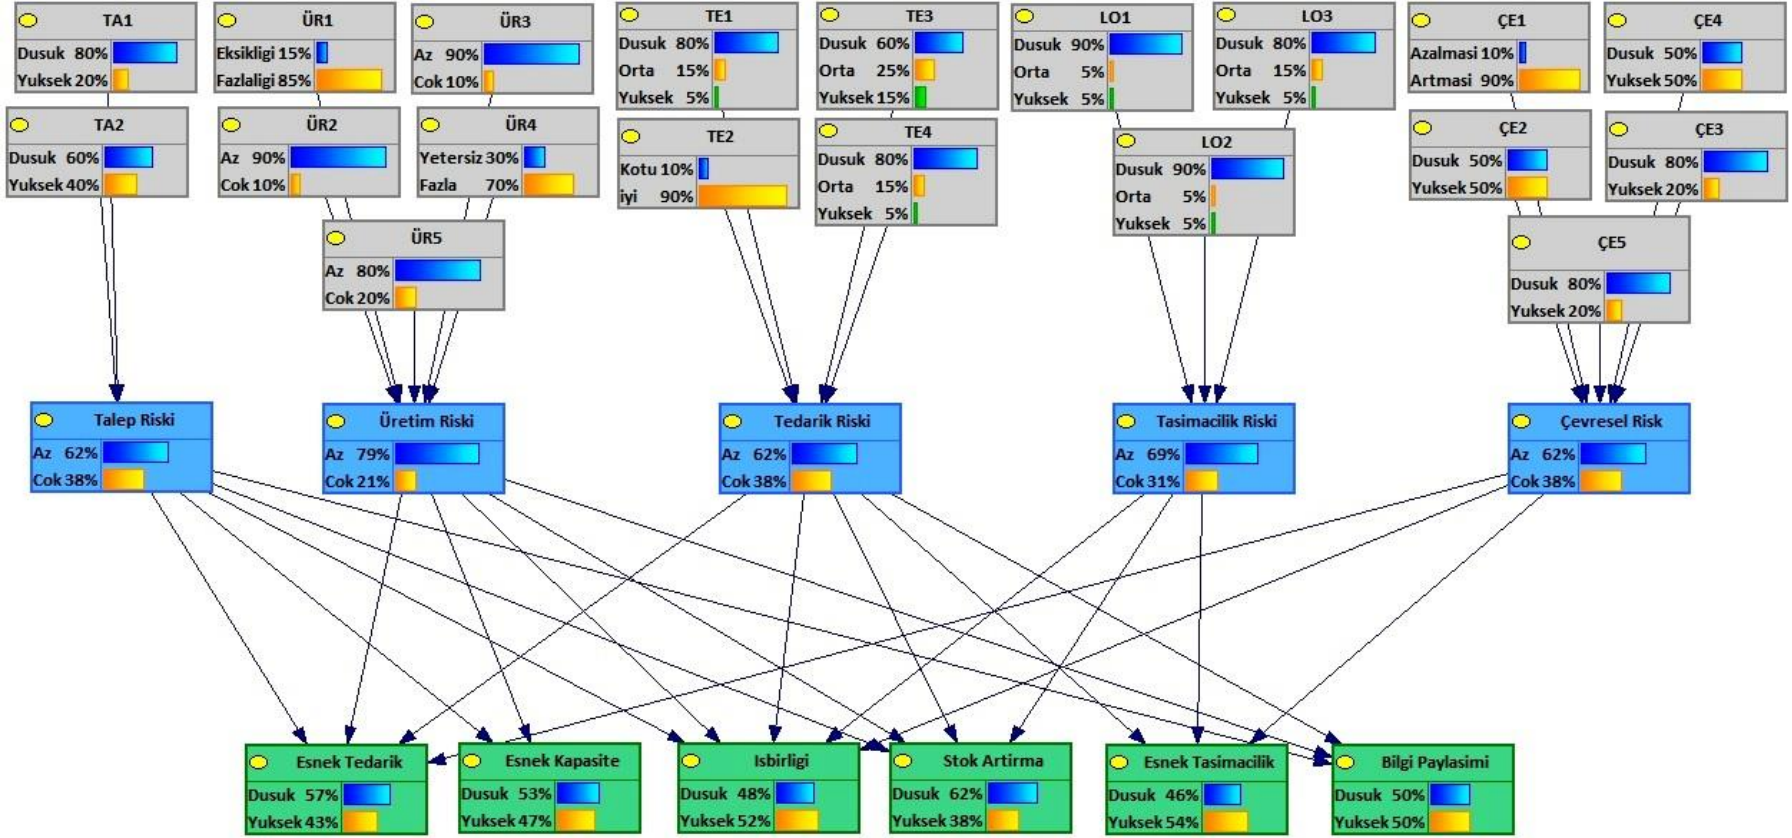 TA1
Dusuk 80%
Yuksek 20%
ÜR1
Eksikligi 15%
Fazlaligi 85%
ÜR3
Az 90%
Cok 10%
TE1
Dusuk 80%
Orta 15%
Yuksek 5%
TE3
Dusuk 60%
Orta 25%
Yuksek 15%
LO1
Dusuk 90%
Orta 5%
Yuksek 5%
LO3
Dusuk 80%
Orta 15%
Yuksek 5%
ÇE1
Azalmasi 10%
Artmasi 90%
ÇE4
Dusuk 50%
Yuksek 50%
TA2
Dusuk 60%
Yuksek 40%
ÜR2
Az 90%
Cok 10%
ÜR4
Yetersiz 30%
Fazla 70%
TE2
Kotu 10%
iyi 90%
TE4
Dusuk 80%
Orta 15%
Yuksek 5%
LO2
Dusuk 90%
Orta 5%
Yuksek 5%
ÇE2
Dusuk 50%
Yuksek 50%
ÇE3
Dusuk 80%
Yuksek 20%
ÜR5
Az 80%
Cok 20%
ÇE5
Dusuk 80%
Yuksek 20%
Talep Riski
Az 62%
Cok 38%
Üretim Riski
Az 79%
Cok 21%
Tedarik Riski
Az 62%
Cok 38%
Tasimacilik Riski
Az 69%
Cok 31%
Çevresel Risk
Az 62%
Cok 38%
Esnek Tedarik
Dusuk 57%
Yuksek 43%
Esnek Kapasite
Dusuk 53%
Yuksek 47%
Isbirligi
Dusuk 48%
Yuksek 52%
Stok Artirma
Dusuk 62%
Yuksek 38%
Esnek Tasimacilik
Dusuk 46%
Yuksek 54%
Bilgi Paylasimi
Dusuk 50%
Yuksek 50%